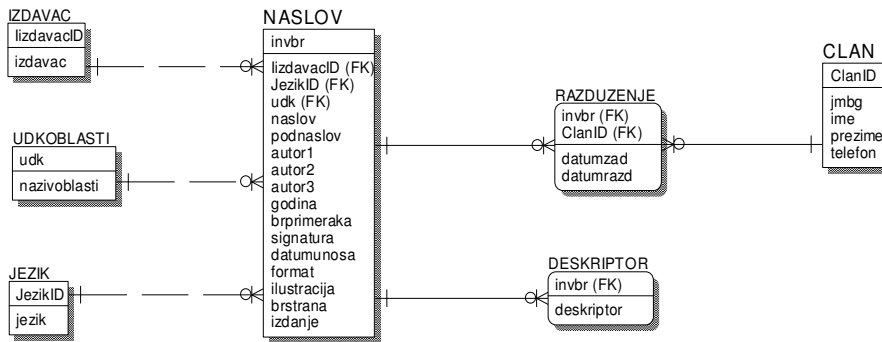 IZDAVAC
IizdavacID
izdavac
UDKOBLASTI
udk
nazivoblasti
JEZIK
JezikID
jezik
NASLOV
invbr
IizdavacID (FK)
JezikID (FK)
udk (FK)
naslov
podnaslov
autor1
autor2
autor3
godina
brprimeraka
signatura
datumunosa
format
ilustracija
brstrana
izdanje
RAZDUZENJE
invbr (FK)
ClanID (FK)
datumzad
datumrazd
DESKRIPTOR
invbr (FK)
deskriptor
CLAN
ClanID
jmbg
ime
prezime
telefon